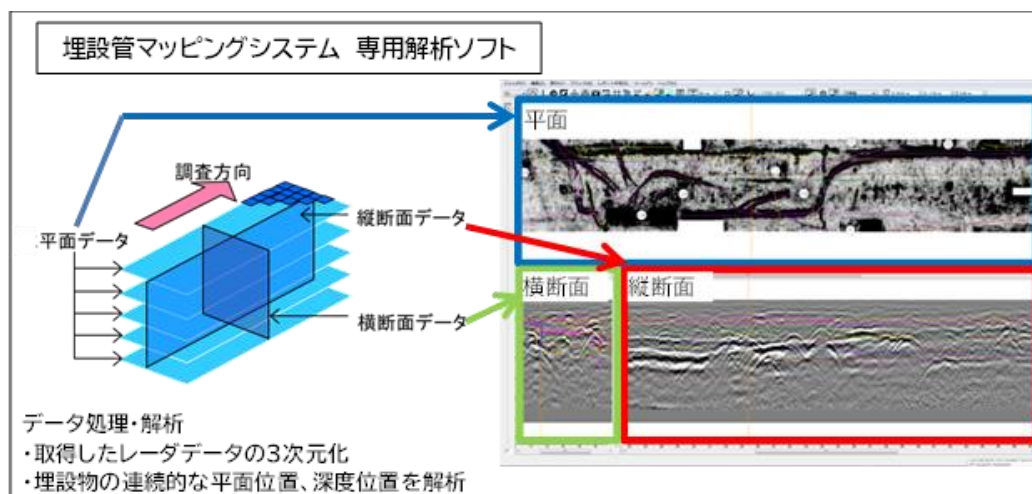 埋設管マッピングシステム 専用解析ソフト
平面
調査方向
縦断面データ
平面データ
横断面
縦断面
横断面データ
データ処理・解析
・取得したレーダデータの3次元化
・埋設物の連続的な平面位置、深度位置を解析